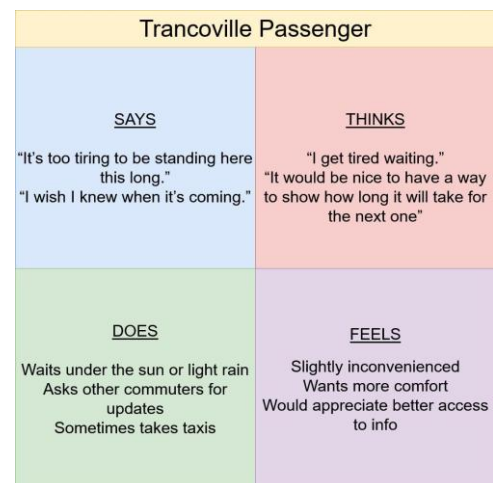 Trancoville Passenger
SAYS
“It’s too tiring to be standing here
this long.”
“I wish I knew when it’s coming.”
THINKS
“I get tired waiting.”
“It would be nice to have a way
to show how long it will take for
the next one”
DOES
Waits under the sun or light rain
Asks other commuters for
updates
Sometimes takes taxis
FEELS
Slightly inconvenienced
Wants more comfort
Would appreciate better access
to info